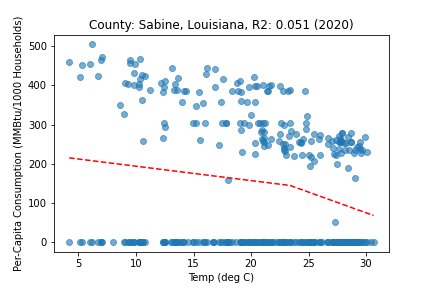 County: Sabine, Louisiana, R2: 0.051 (2020)
Per-Capita Consumption (MMBtu/1000 Households)
500
400
300
200
100
0
5 10 15 20 25 30
Temp (deg C)